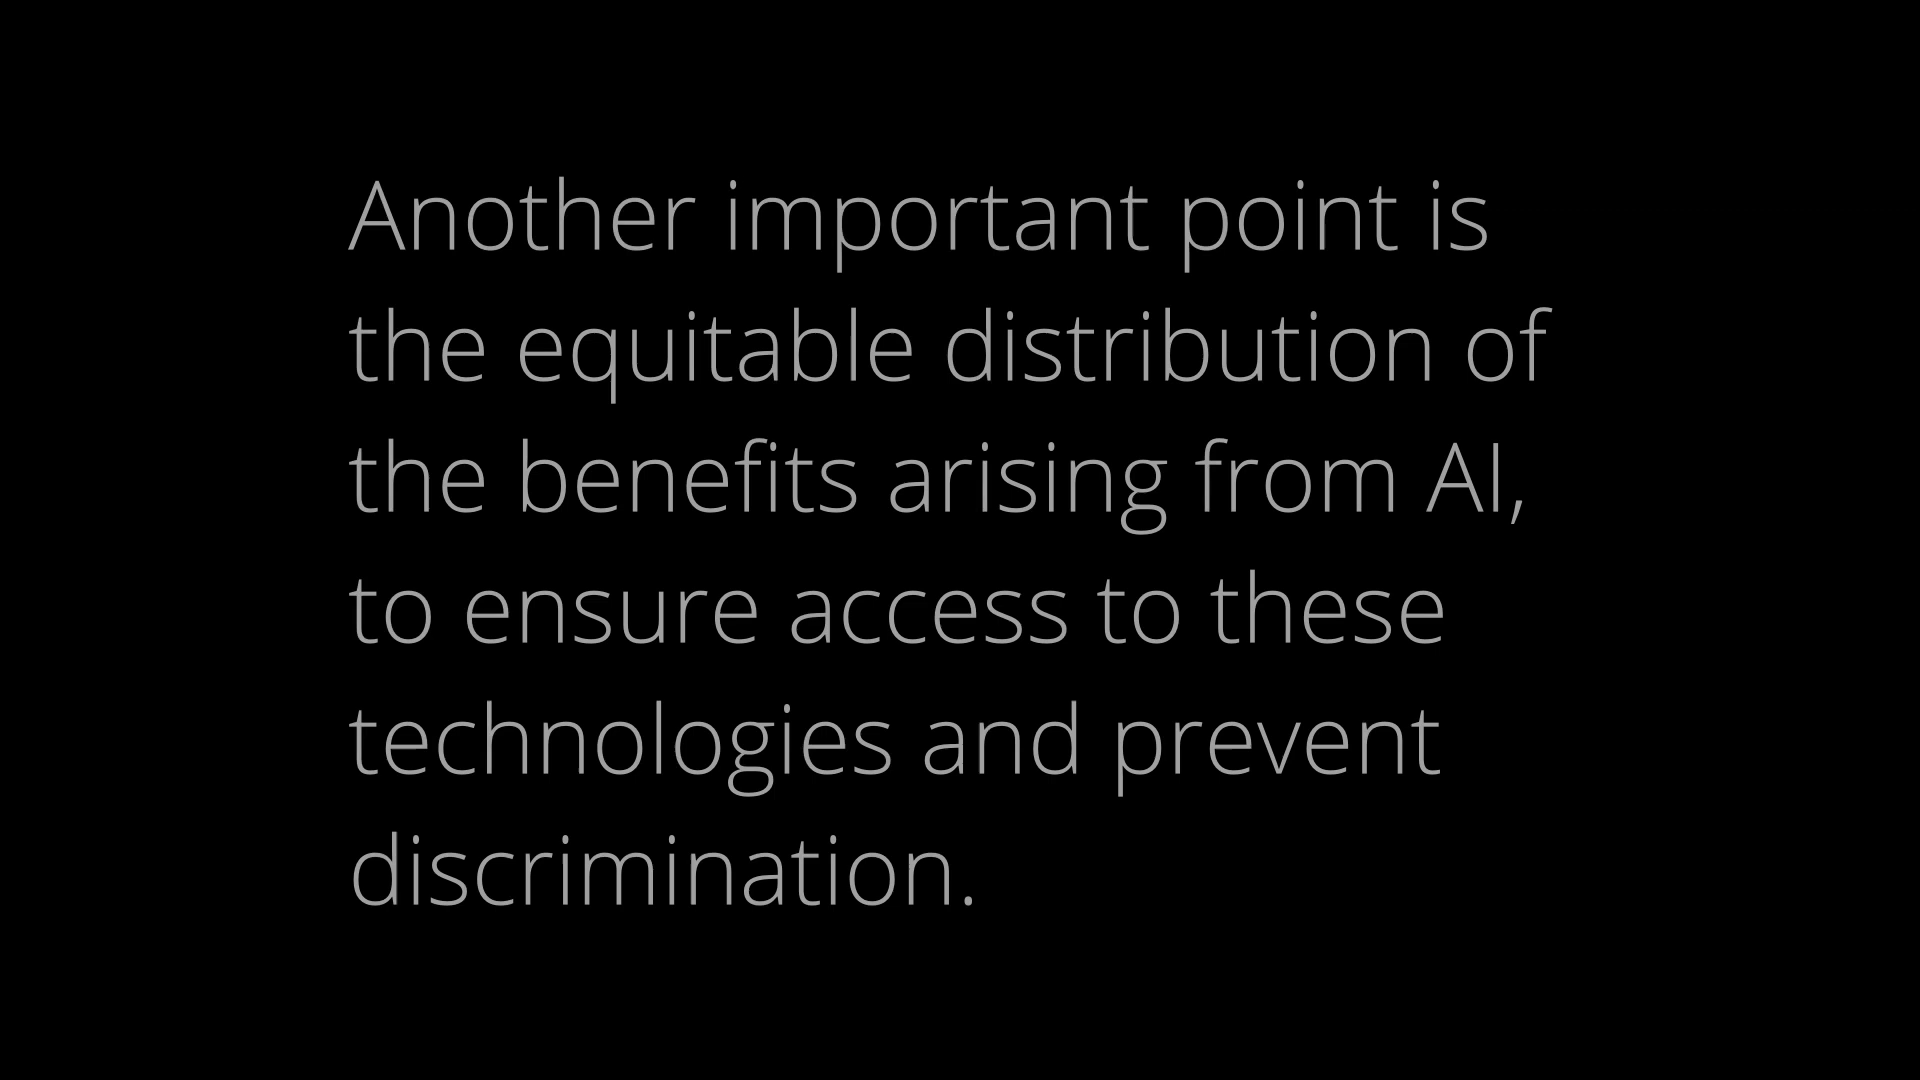 Another important point is
the equitable distribution of
the benefits arising from AI,
to ensure access to these
technologies and prevent
discrimination.